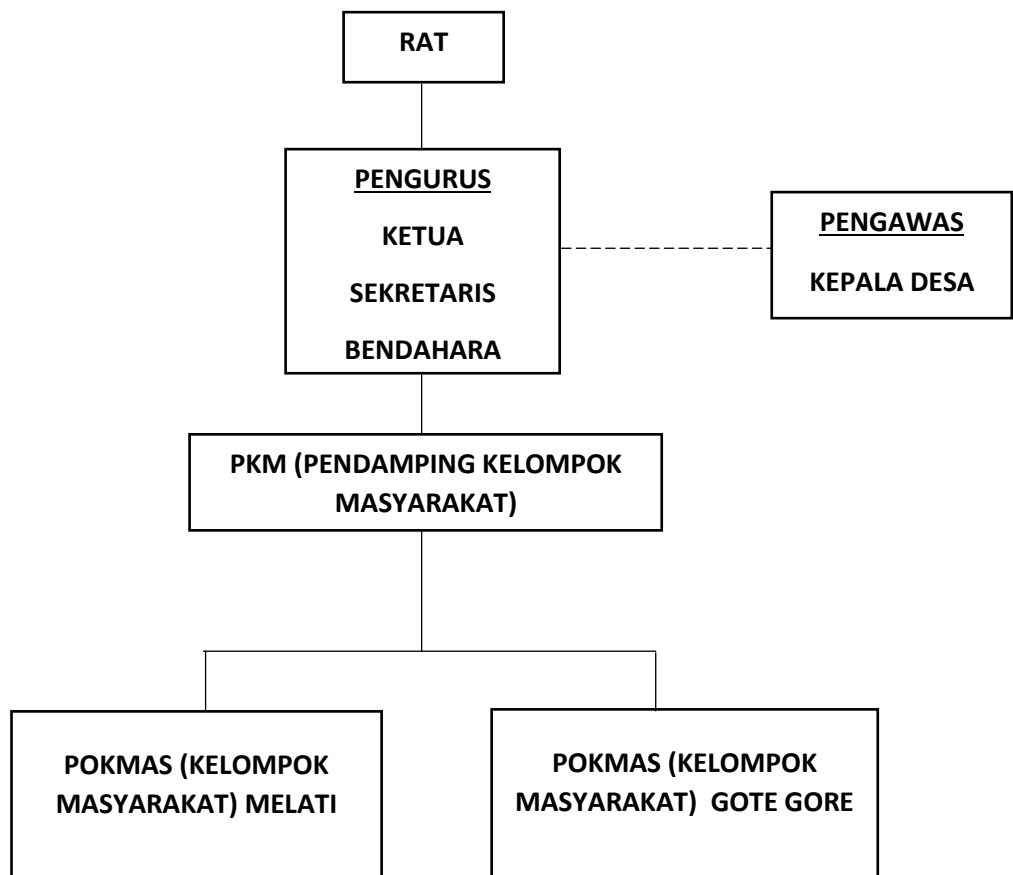 RAT
PENGURUS
KETUA
SEKRETARIS
BENDAHARA
PENGAWAS
KEPALA DESA
PKM (PENDAMPING KELOMPOK
MASYARAKAT)
POKMAS (KELOMPOK
MASYARAKAT) MELATI
POKMAS (KELOMPOK
MASYARAKAT)  GOTE GORE